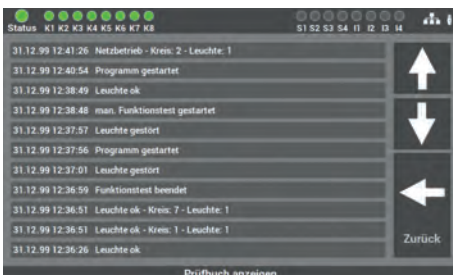 Status K1 K2 K3 K4 K5 K6 K7 K8 S1 S2 S3 S4 I1 I2 I3 I4
31.12.99 12:41:26 Netzbetrieb - Kreis: 2 - Leuchte: 1
31.12.99 12:40:54 Programm gestartet
31.12.99 12:38:49 Leuchte ok
31.12.99 12:38:48 man. Funktionstest gestartet
31.12.99 12:37:57 Leuchte gestört
31.12.99 12:37:56 Programm gestartet
31.12.99 12:37:01 Leuchte gestört
31.12.99 12:36:59 Funktionstest beendet
31.12.99 12:36:51 Leuchte ok - Kreis: 7 - Leuchte: 1
31.12.99 12:36:51 Leuchte ok - Kreis: 1 - Leuchte: 1
31.12.99 12:36:26 Leuchte ok
Zurück
Prüfbuch anzeigen